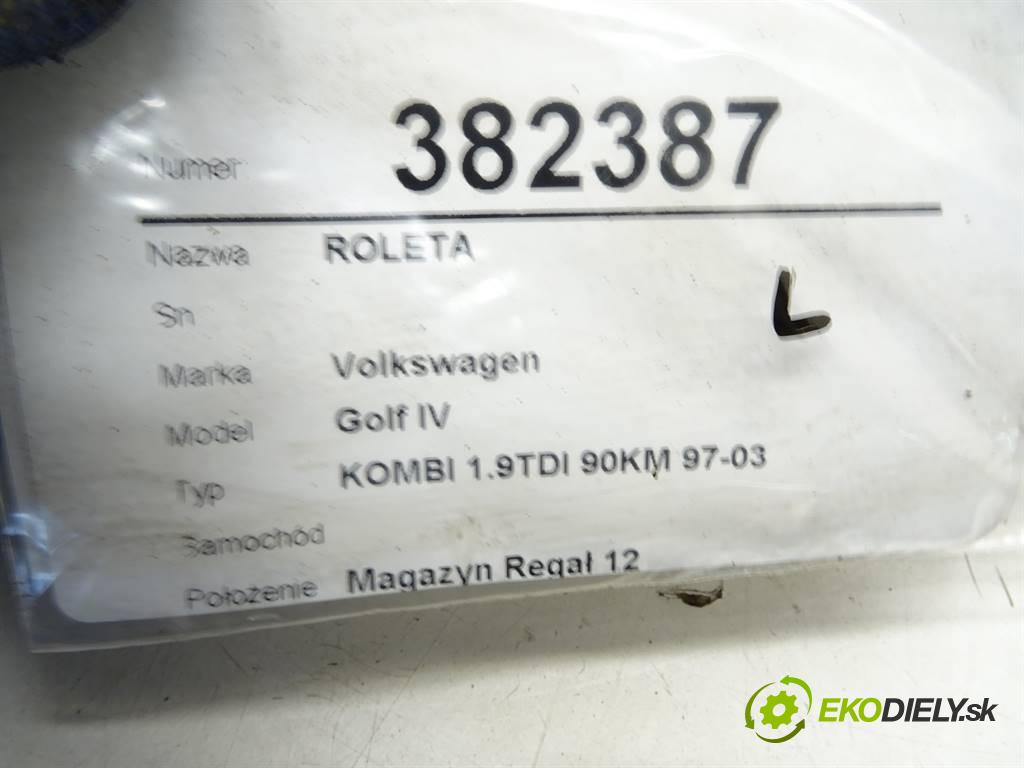 Numer 382387
Nazwa ROLETA
Sn
L
Marka Volkswagen
Model Golf IV
Typ KOMBI 1.9TDI 90KM 97-03
Samochód
Położenie Magazyn Regał 12
EKODIELY.sk